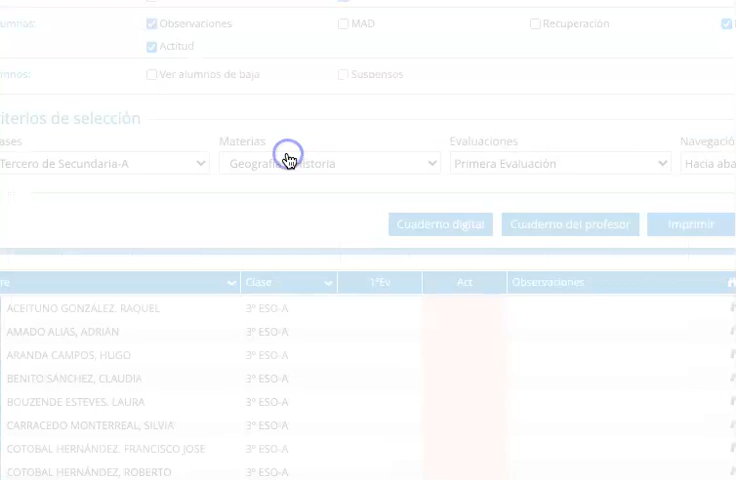 umnas:
Observaciones
MAD
Recuperación
Actitud
nnos:
Ver alumnos de baja
Suspensos
iterios de selección
ases
Materias
Evaluaciones
Navegació
Tercero de Secundaria-A
Geografía
istoria
Primera Evaluación
Hacia aba
Cuaderno digital
Cuaderno del profesor
Imprimir
re
Clase
1ªEv
Act
Observaciones
ACEITUNO GONZÁLEZ, RAQUEL
3º ESO-A
AMADO ALIAS, ADRIÁN
3º ESO-A
ARANDA CAMPOS, HUGO
3º ESO-A
BENITO SÁNCHEZ, CLAUDIA
3º ESO-A
BOUZENDE ESTEVES, LAURA
3º ESO-A
CARRACEDO MONTERREAL, SILVIA
3º ESO-A
COTOBAL HERNÁNDEZ, FRANCISCO JOSE
3º ESO-A
COTOBAL HERNÁNDEZ, ROBERTO
3º ESO-A